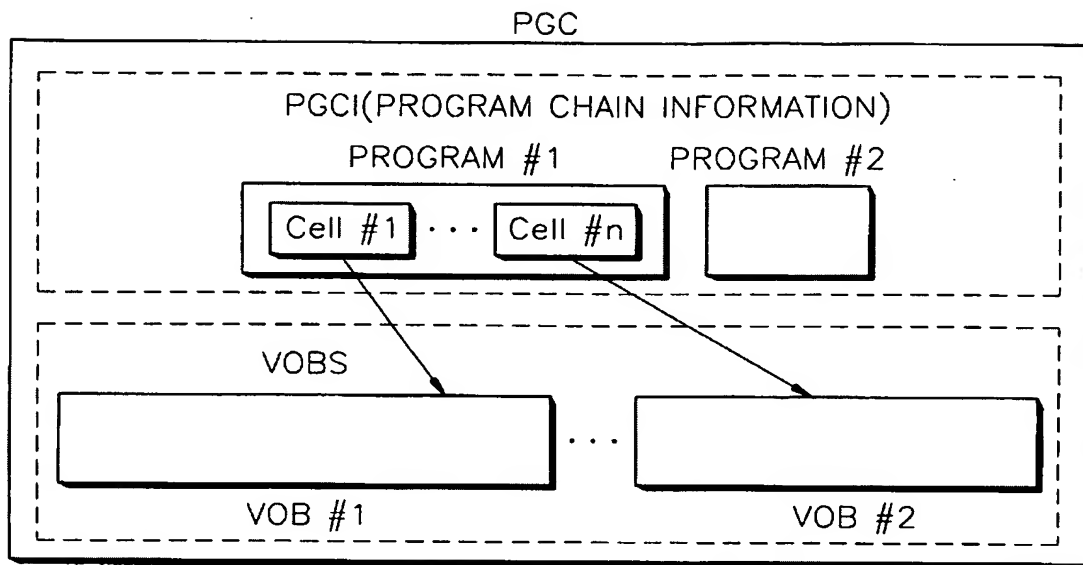 PGC
PGCI(PROGRAM CHAIN INFORMATION)
PROGRAM #1 PROGRAM #2
Cell #1 ··· Cell #n
VOBS
···
VOB #1 VOB #2